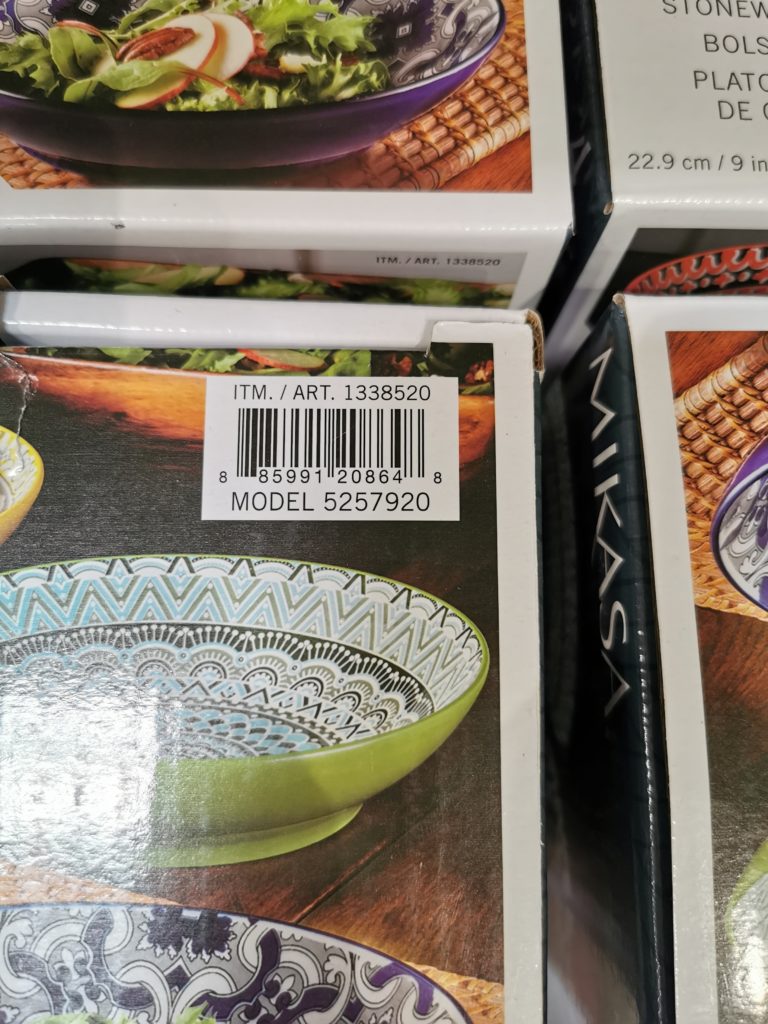 STONEW
BOLS
PLATO
DE
22.9 cm / 9 in
ITM. / ART. 1338520
ITM. / ART. 1338520
8 85991 20864 8
MODEL 5257920
MIKASA